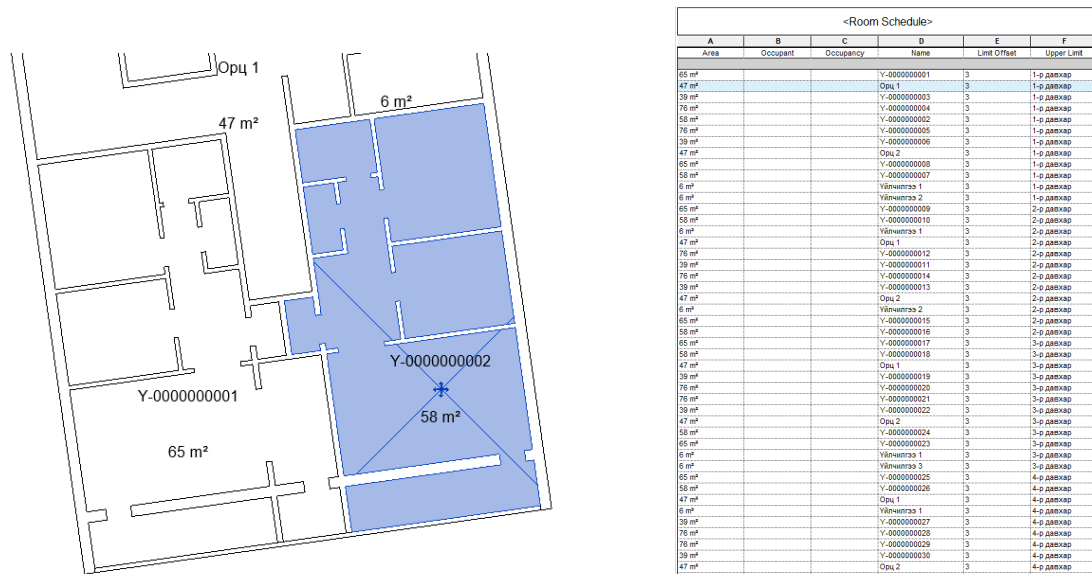 Орц 1
6 m²
47 m²
Y-0000000002
Y-0000000001
58 m²
65 m²
<Room Schedule>
A B C D E F
Area Occupant Occupancy Name Limit Offset Upper Limit
65 m² Y-0000000001 3 1-р давхар
47 m² Орц 1 3 1-р давхар
39 m² Y-0000000003 3 1-р давхар
76 m² Y-0000000004 3 1-р давхар
58 m² Y-0000000002 3 1-р давхар
76 m² Y-0000000005 3 1-р давхар
39 m² Y-0000000006 3 1-р давхар
47 m² Орц 2 3 1-р давхар
65 m² Y-0000000008 3 1-р давхар
58 m² Y-0000000007 3 1-р давхар
6 m² Үйлчилгээ 1 3 1-р давхар
6 m² Үйлчилгээ 2 3 1-р давхар
65 m² Y-0000000009 3 2-р давхар
58 m² Y-0000000010 3 2-р давхар
6 m² Үйлчилгээ 1 3 2-р давхар
47 m² Орц 1 3 2-р давхар
76 m² Y-0000000012 3 2-р давхар
39 m² Y-0000000011 3 2-р давхар
76 m² Y-0000000014 3 2-р давхар
39 m² Y-0000000013 3 2-р давхар
47 m² Орц 2 3 2-р давхар
6 m² Үйлчилгээ 2 3 2-р давхар
65 m² Y-0000000015 3 2-р давхар
58 m² Y-0000000016 3 2-р давхар
65 m² Y-0000000017 3 3-р давхар
58 m² Y-0000000018 3 3-р давхар
47 m² Орц 1 3 3-р давхар
39 m² Y-0000000019 3 3-р давхар
76 m² Y-0000000020 3 3-р давхар
76 m² Y-0000000021 3 3-р давхар
39 m² Y-0000000022 3 3-р давхар
47 m² Орц 2 3 3-р давхар
58 m² Y-0000000024 3 3-р давхар
65 m² Y-0000000023 3 3-р давхар
6 m² Үйлчилгээ 1 3 3-р давхар
6 m² Үйлчилгээ 3 3 3-р давхар
65 m² Y-0000000025 3 4-р давхар
58 m² Y-0000000026 3 4-р давхар
47 m² Орц 1 3 4-р давхар
6 m² Үйлчилгээ 1 3 4-р давхар
39 m² Y-0000000027 3 4-р давхар
76 m² Y-0000000028 3 4-р давхар
76 m² Y-0000000029 3 4-р давхар
39 m² Y-0000000030 3 4-р давхар
47 m² Орц 2 3 4-р давхар